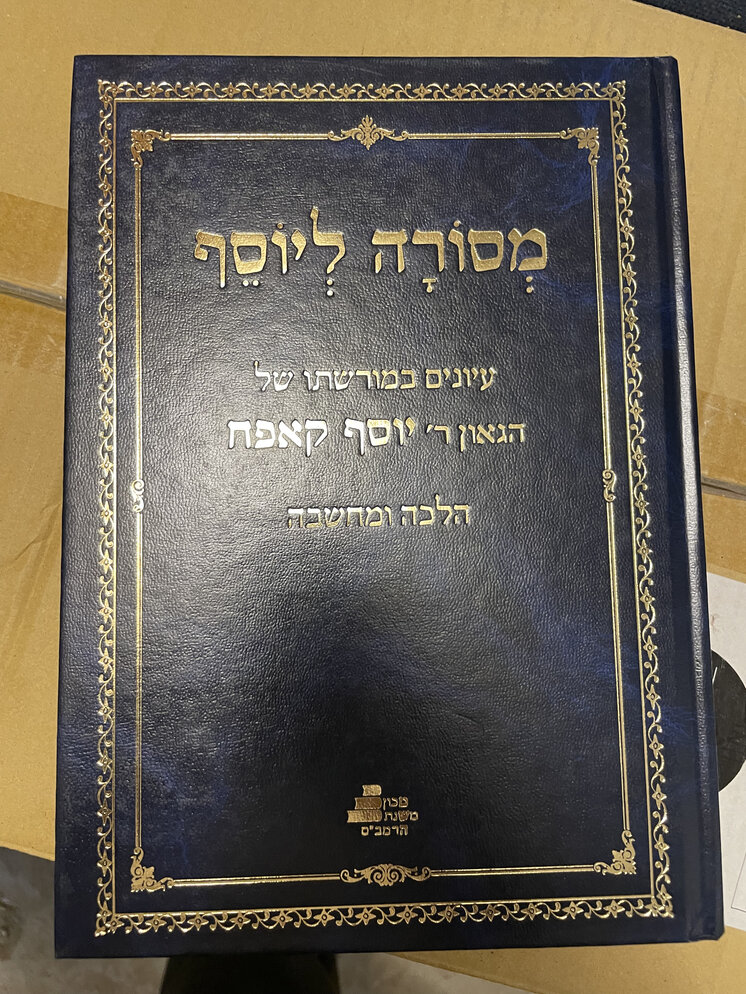 מְסוֹרָה לְיוֹסֵף
עיונים במורשתו של
הגאון ר׳ יוסף קאפח
הלכה ומחשבה
מכון
משנת
הרמב"ם